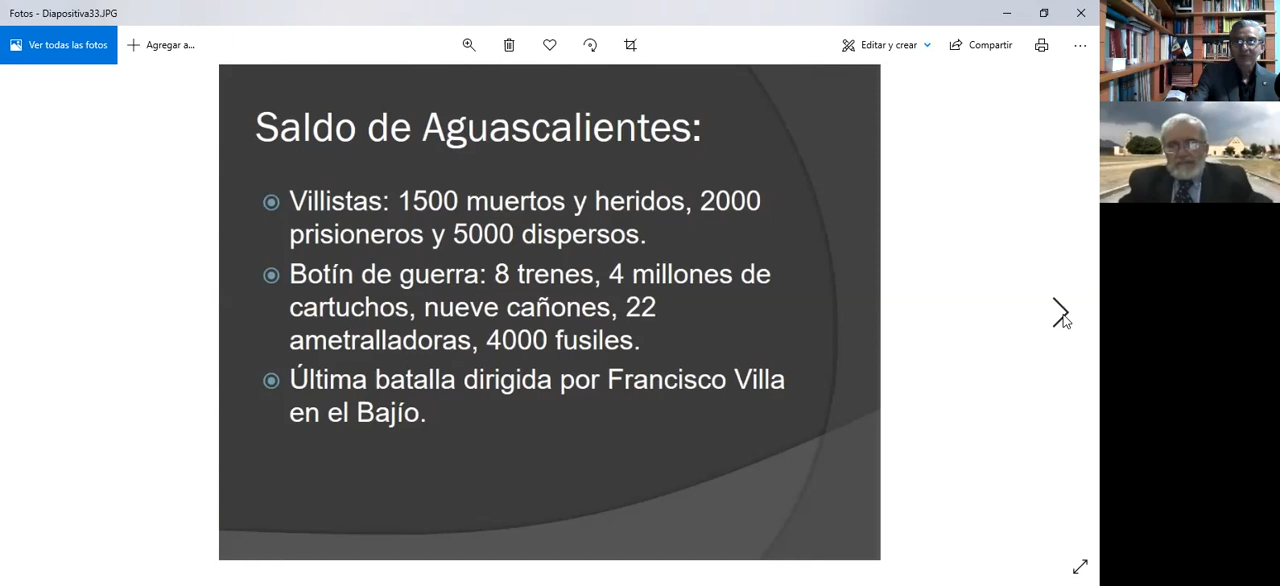 Fotos - Diapositiva33.JPG
Ver todas las fotos
Agregar a...
Editar y crear
Compartir
Saldo de Aguascalientes:
Villistas: 1500 muertos y heridos, 2000
prisioneros y 5000 dispersos.
Botín de guerra: 8 trenes, 4 millones de
cartuchos, nueve cañones, 22
ametralladoras, 4000 fusiles.
Última batalla dirigida por Francisco Villa
en el Bajío.